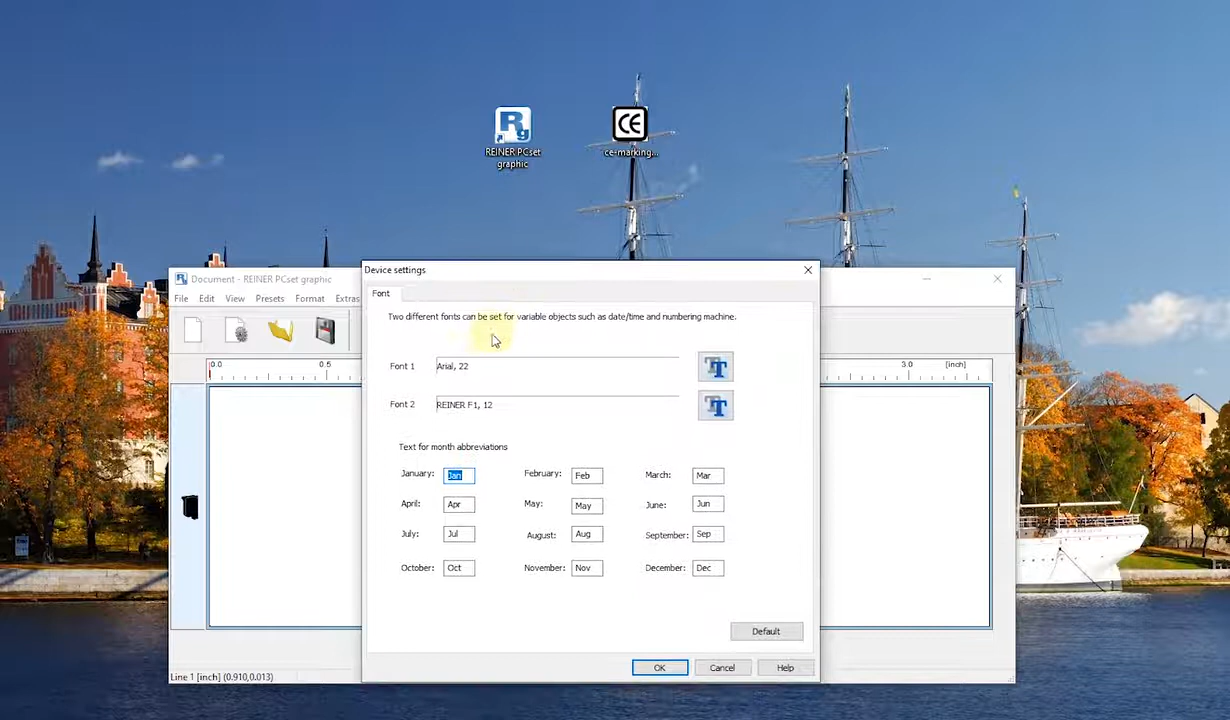 REINER PCset
graphic
CE
ce-marking...
Document - REINER PCset graphic
File Edit View Presets Format Extras
Device settings
Font
Two different fonts can be set for variable objects such as date/time and numbering machine.
Font 1 Arial, 22
Font 2 REINER F1, 12
Text for month abbreviations
January: Jan February: Feb March: Mar
April: Apr May: May June: Jun
July: Jul August: Aug September: Sep
October: Oct November: Nov December: Dec
Default
OK Cancel Help
0.0 0.5 3.0 [inch]
Line 1 [inch] (0.910,0.013)